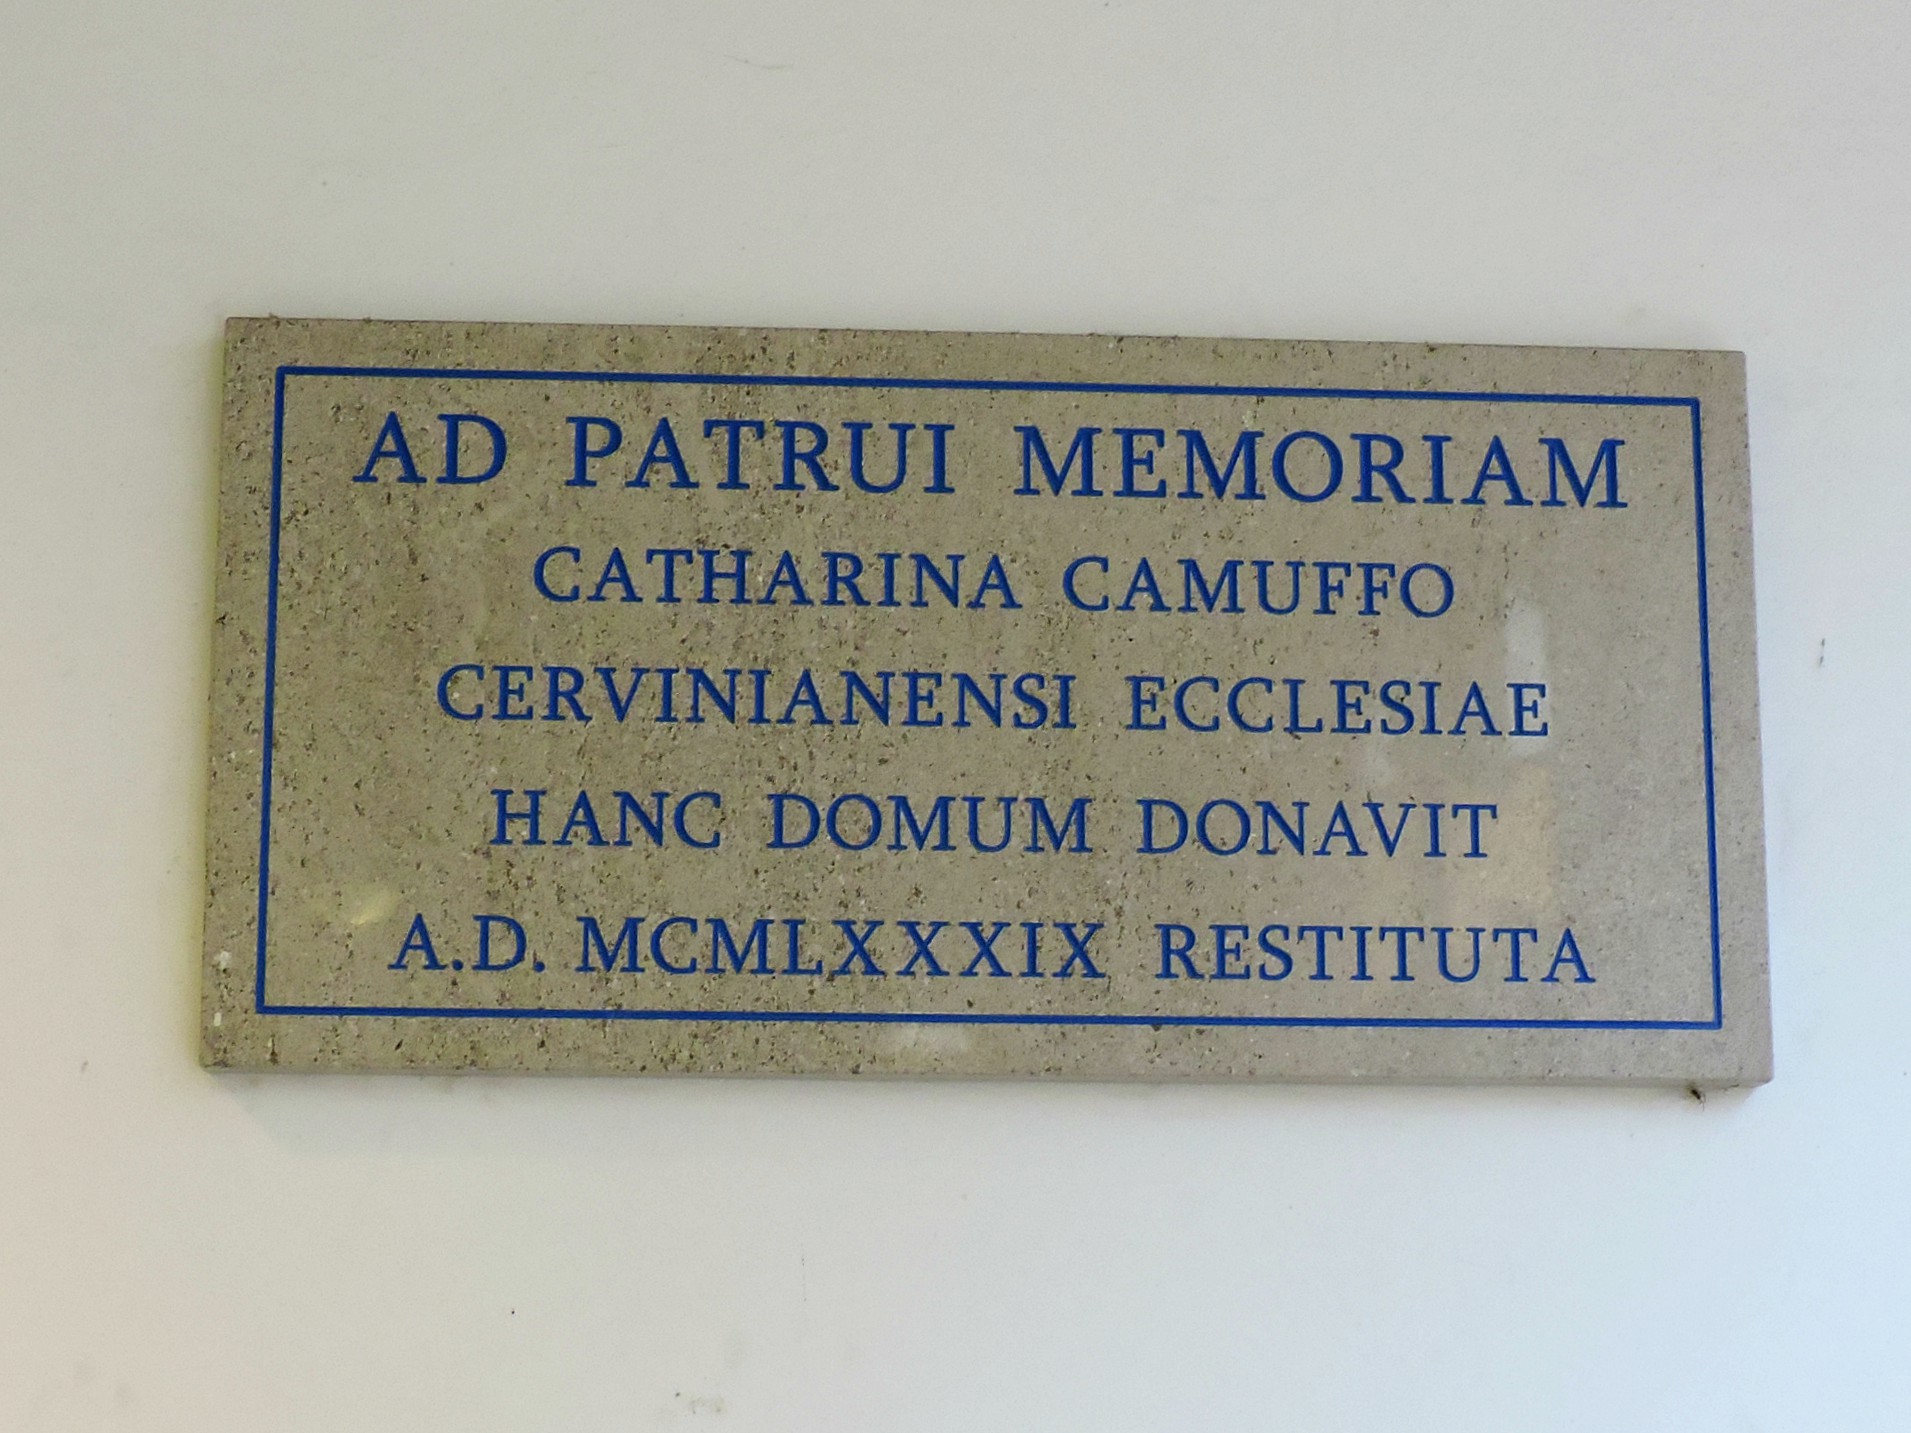 AD PATRUI MEMORIAM
CATHARINA CAMUFFO
CERVINIANENSI ECCLESIAE
HANC DOMUM DONAVIT
A.D. MCMLXXXIX RESTITUTA